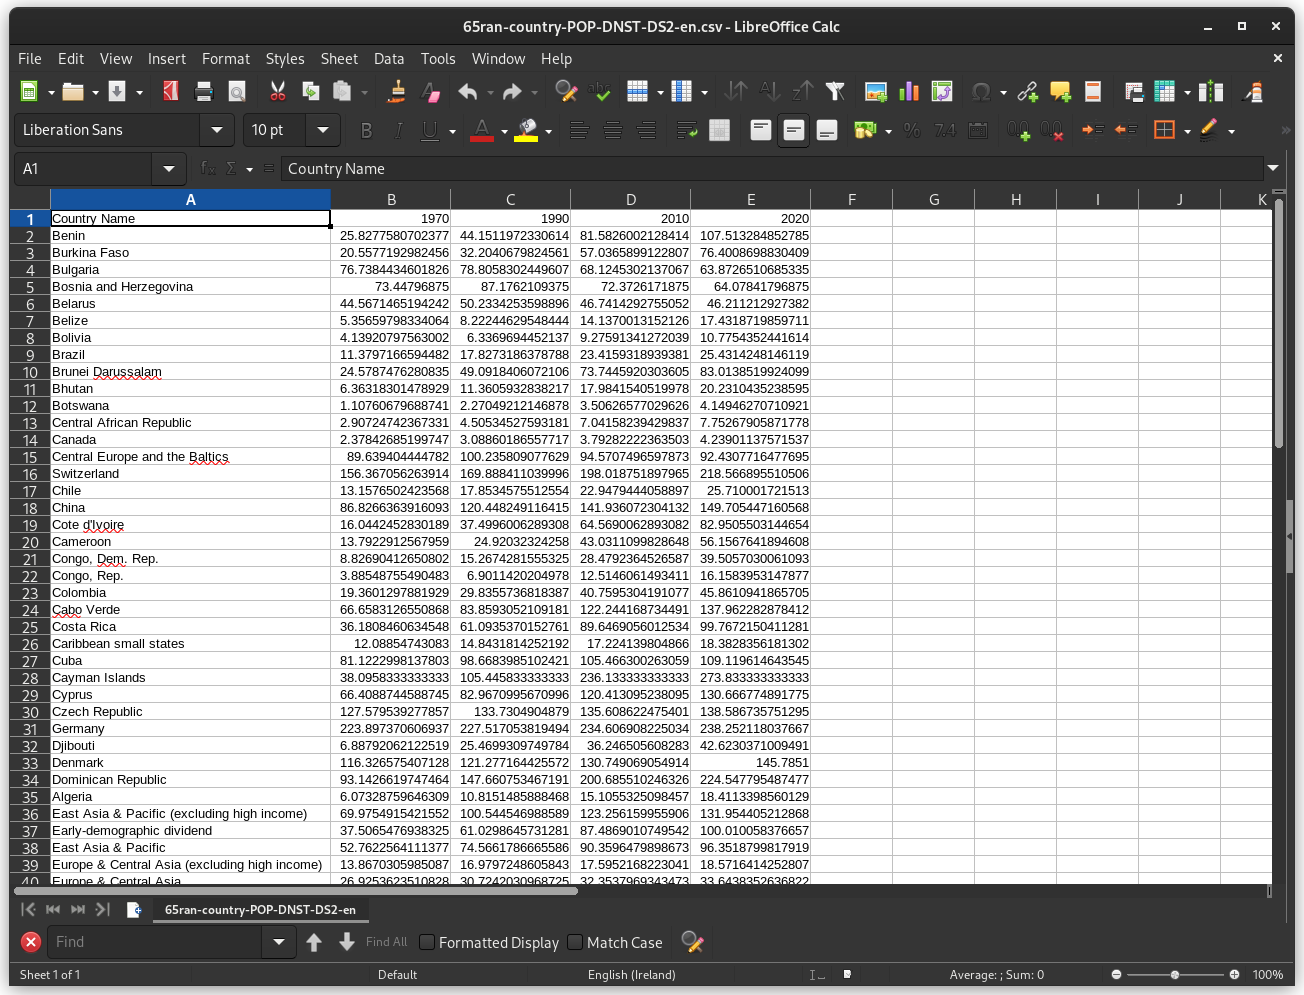 65ran-country-POP-DNST-DS2-en.csv - LibreOffice Calc
File Edit View Insert Format Styles Sheet Data Tools Window Help
Liberation Sans 10 pt
A1 Country Name
A B C D E F G H I J K
1 Country Name 1970 1990 2010 2020
2 Benin 25.8277580702377 44.1511972330614 81.5826002128414 107.513284852785
3 Burkina Faso 20.5577192982456 32.2040679824561 57.0365899122807 76.4008698830409
4 Bulgaria 76.7384434601826 78.8058302449607 68.1245302137067 63.8726510685335
5 Bosnia and Herzegovina 73.44796875 87.1762109375 72.3726171875 64.07841796875
6 Belarus 44.5671465194242 50.2334253598896 46.7414292755052 46.211212927382
7 Belize 5.35659798334064 8.22244629548444 14.1370013152126 17.4318719859711
8 Bolivia 4.13920797563002 6.3369694452137 9.27591341272039 10.7754352441614
9 Brazil 11.3797166594482 17.8273186378788 23.4159318939381 25.4314248146119
10 Brunei Darussalam 24.5787476280835 49.0918406072106 73.7445920303605 83.0138519924099
11 Bhutan 6.36318301478929 11.3605932838217 17.9841540519978 20.2310435238595
12 Botswana 1.10760679688741 2.27049212146878 3.50626577029626 4.14946270710921
13 Central African Republic 2.90724742367331 4.50534527593181 7.04158239429837 7.75267905871778
14 Canada 2.37842685199747 3.08860186557717 3.79282222363503 4.23901137571537
15 Central Europe and the Baltics 89.639404444782 100.235809077629 94.5707496597873 92.4307716477695
16 Switzerland 156.367056263914 169.888411039996 198.018751897965 218.566895510506
17 Chile 13.1576502423568 17.8534575512554 22.9479444058897 25.710001721513
18 China 86.8266363916093 120.448249116415 141.936072304132 149.705447160568
19 Cote d'Ivoire 16.0442452830189 37.4996006289308 64.5690062893082 82.9505503144654
20 Cameroon 13.7922912567959 24.92032324258 43.0311099828648 56.1567641894608
21 Congo, Dem. Rep. 8.82690412650802 15.2674281555325 28.4792364526587 39.5057030061093
22 Congo, Rep. 3.88548755490483 6.9011420204978 12.5146061493411 16.1583953147877
23 Colombia 19.3601297881929 29.8355736818387 40.7595304191077 45.8610941865705
24 Cabo Verde 66.6583126550868 83.8593052109181 122.244168734491 137.962282878412
25 Costa Rica 36.1808460634548 61.0935370152761 89.6469056012534 99.7672150411281
26 Caribbean small states 12.08854743083 14.8431814252192 17.224139804866 18.3828356181302
27 Cuba 81.1222998137803 98.6683985102421 105.466300263059 109.119614643545
28 Cayman Islands 38.0958333333333 105.445833333333 236.133333333333 273.833333333333
29 Cyprus 66.4088744588745 82.9670995670996 120.413095238095 130.666774891775
30 Czech Republic 127.579539277857 133.7304904879 135.608622475401 138.586735751295
31 Germany 223.897370606937 227.517053819494 234.606908225034 238.252118037667
32 Djibouti 6.88792062122519 25.4699309749784 36.246505608283 42.6230371009491
33 Denmark 116.326575407128 121.277164425572 130.749069054914 145.7851
34 Dominican Republic 93.1426619747464 147.660753467191 200.685510246326 224.547795487477
35 Algeria 6.07328759646309 10.8151485888468 15.1055325098457 18.4113398560129
36 East Asia & Pacific (excluding high income) 69.9754915421552 100.544546988589 123.256159955906 131.954405212868
37 Early-demographic dividend 37.5065476938325 61.0298645731281 87.4869010749542 100.010058376657
38 East Asia & Pacific 52.7622564111377 74.5661786665586 90.3596479898673 96.3518799817919
39 Europe & Central Asia (excluding high income) 13.8670305985087 16.9797248605843 17.5952168223041 18.5716414252807
40 Europe & Central Asia 26.9253623510828 30.7242030968725 32.3537969343473 33.6438352636822
65ran-country-POP-DNST-DS2-en
Find Find All Formatted Display Match Case
Sheet 1 of 1 Default English (Ireland) Average: ; Sum: 0 100%